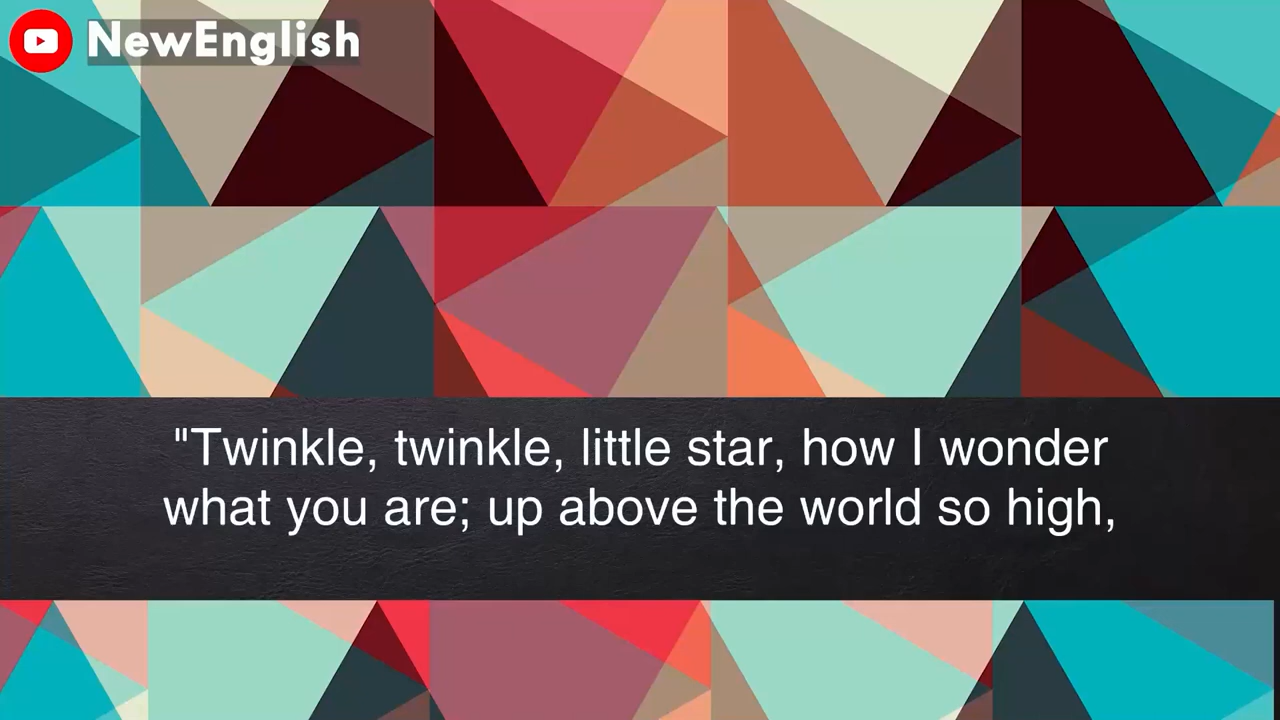 NewEnglish
"Twinkle, twinkle, little star, how I wonder
what you are; up above the world so high,